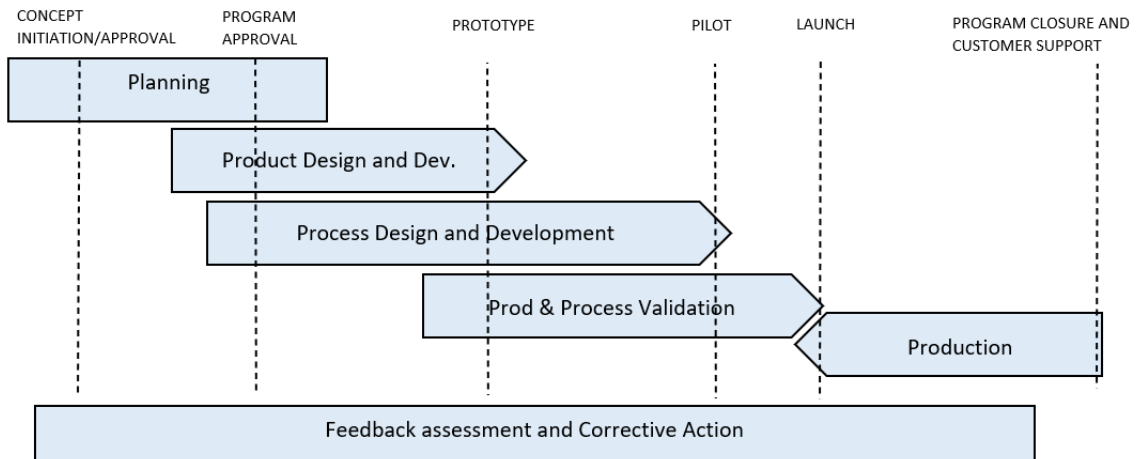 CONCEPT
INITIATION/APPROVAL
PROGRAM
APPROVAL
PROTOTYPE
PILOT
LAUNCH
PROGRAM CLOSURE AND
CUSTOMER SUPPORT
Planning
Product Design and Dev.
Process Design and Development
Prod & Process Validation
Production
Feedback assessment and Corrective Action